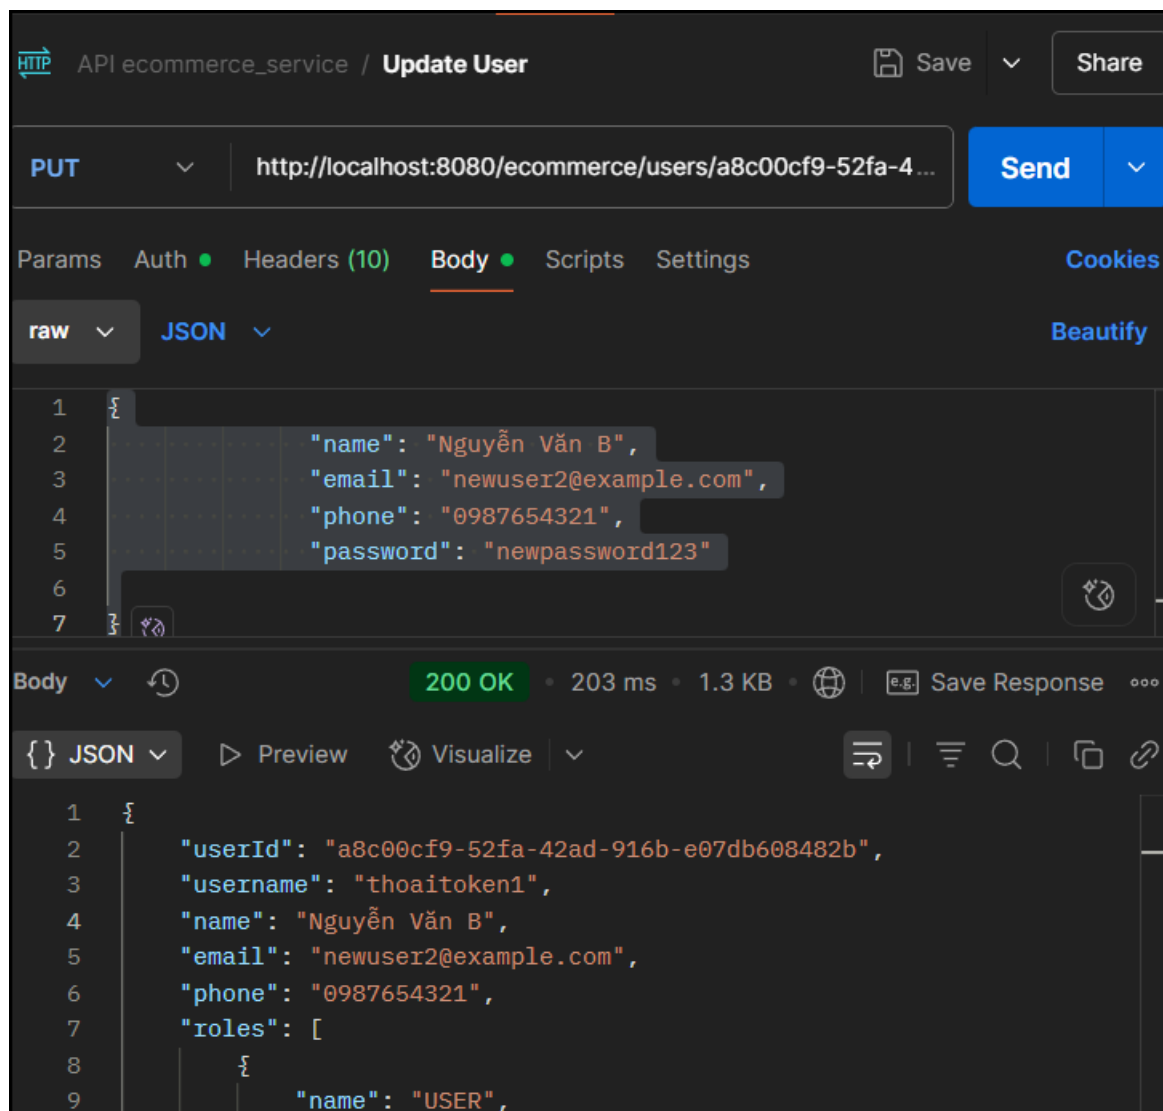 HTTP API ecommerce_service / Update User Save Share
PUT http://localhost:8080/ecommerce/users/a8c00cf9-52fa-4... Send
Params Auth Headers (10) Body Scripts Settings Cookies
raw JSON Beautify
1 {
2 "name": "Nguyễn Văn B",
3 "email": "newuser2@example.com",
4 "phone": "0987654321",
5 "password": "newpassword123"
6
7 }
Body 200 OK • 203 ms • 1.3 KB • e.g. Save Response
{} JSON Preview Visualize
1 {
2 "userId": "a8c00cf9-52fa-42ad-916b-e07db608482b",
3 "username": "thoaitoken1",
4 "name": "Nguyễn Văn B",
5 "email": "newuser2@example.com",
6 "phone": "0987654321",
7 "roles": [
8 {
9 "name": "USER",